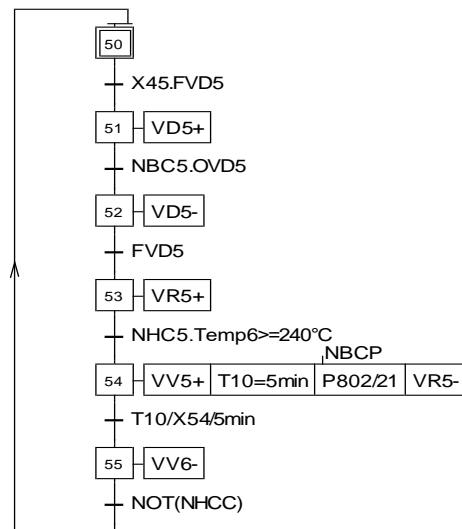 50
X45.FVD5
51 VD5+
NBC5.OVD5
52 VD5-
FVD5
53 VR5+
NHC5.Temp6>=240°C
NBCP
54 VV5+ T10=5min P802/21 VR5-
T10/X54/5min
55 VV6-
NOT(NHCC)